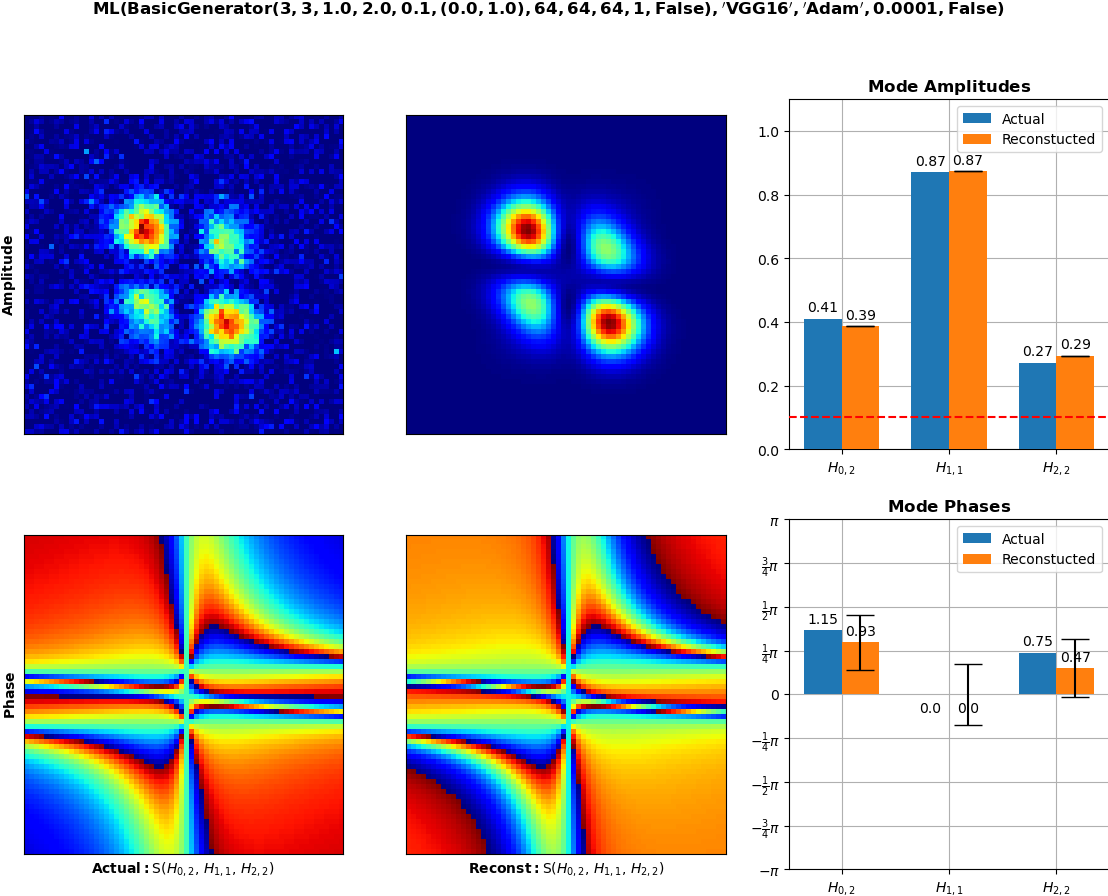 ML(BasicGenerator(3, 3, 1.0, 2.0, 0.1, (0.0, 1.0), 64, 64, 64, 1, False), ′VGG16′, ′Adam′, 0.0001, False)
Amplitude
Mode Amplitudes
Actual
Reconstucted
1.0
0.8
0.6
0.4
0.2
0.0
0.41
0.39
0.87
0.87
0.27
0.29
H0, 2
H1, 1
H2, 2
Phase
Actual: S(H0, 2, H1, 1, H2, 2)
Reconst: S(H0, 2, H1, 1, H2, 2)
Mode Phases
Actual
Reconstucted
π
3/4π
1/2π
1/4π
0
−1/4π
−1/2π
−3/4π
−π
1.15
0.93
0.0
0.0
0.75
0.47
H0, 2
H1, 1
H2, 2